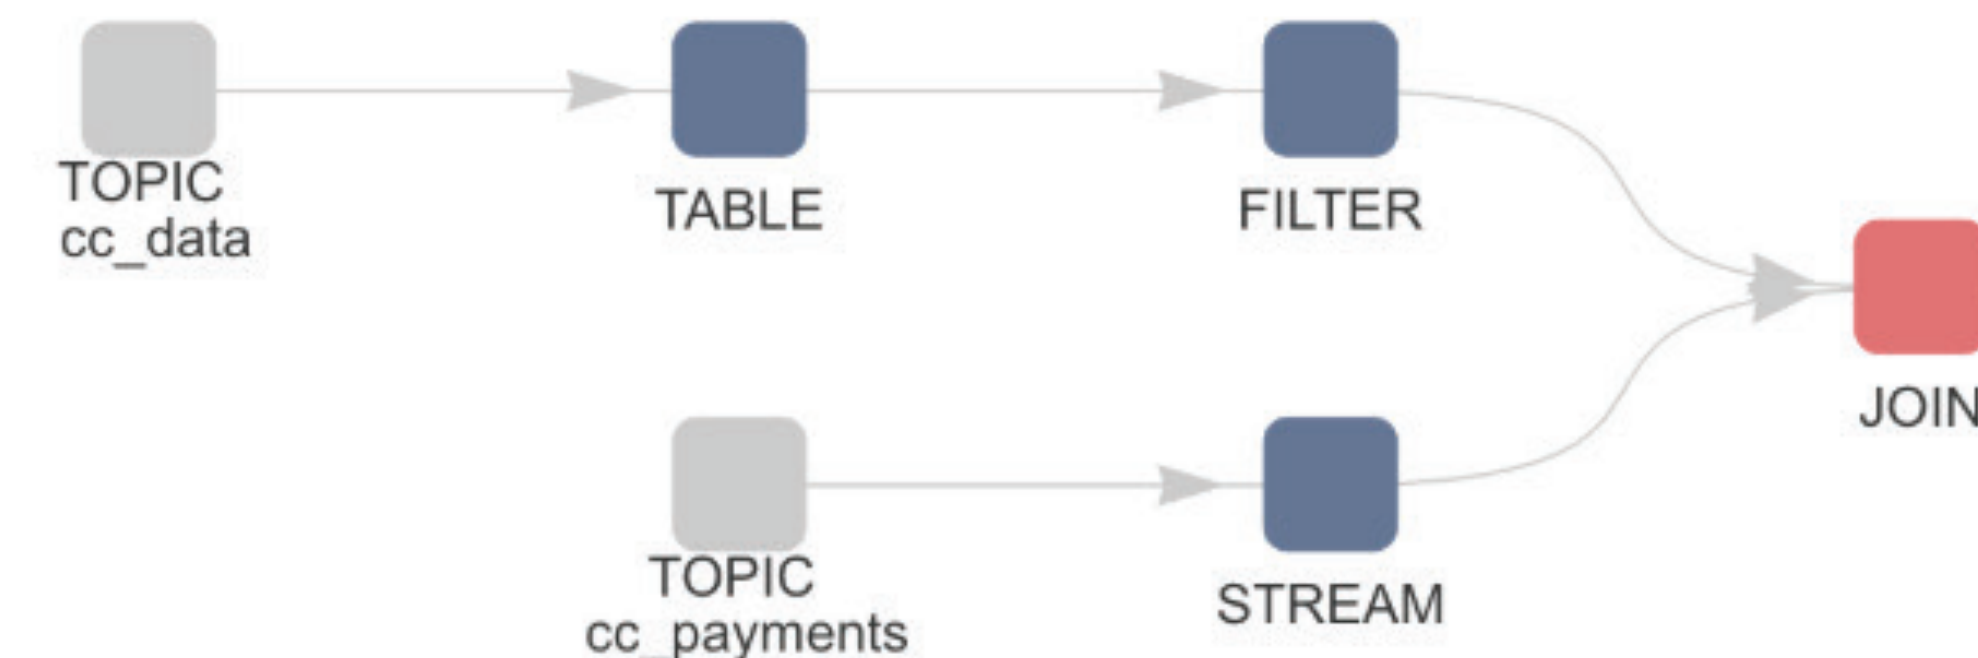 TOPIC
cc_data
TABLE
FILTER
JOIN
TOPIC
cc_payments
STREAM